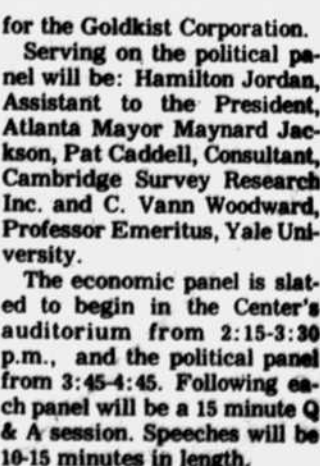 for the Goldkist Corporation.
Serving on the political pa-
nel will be: Hamilton Jordan,
Assistant to the President,
Atlanta Mayor Maynard Jac-
kson, Pat Caddell, Consultant,
Cambridge Survey Research
Inc. and C. Vann Woodward,
Professor Emeritus, Yale Uni-
versity.
The economic panel is slat-
ed to begin in the Center's
auditorium from 2:15-3:30
p.m., and the political panel
from 3:45-4:45. Following ea-
ch panel will be a 15 minute Q
& A session. Speeches will be
10-15 minutes in length.